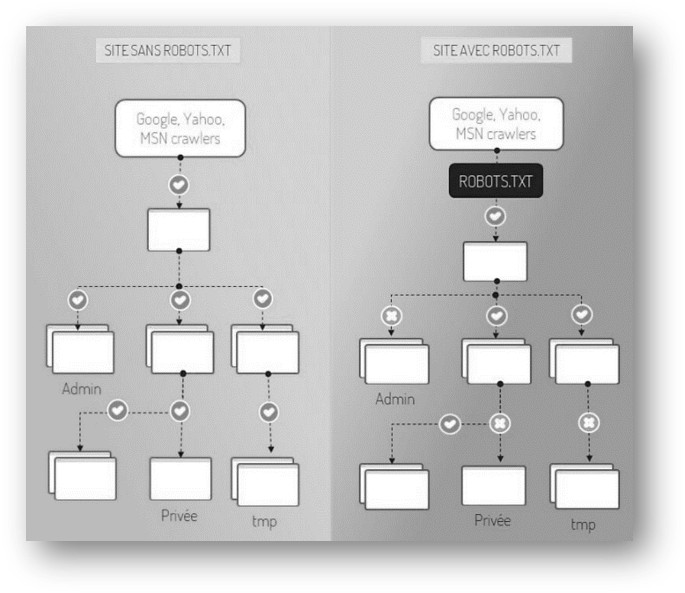 SITE SANS ROBOTS.TXT
Google, Yahoo,
MSN crawlers
Admin
Privée
tmp
SITE AVEC ROBOTS.TXT
Google, Yahoo,
MSN crawlers
ROBOTS.TXT
Admin
Privée
tmp